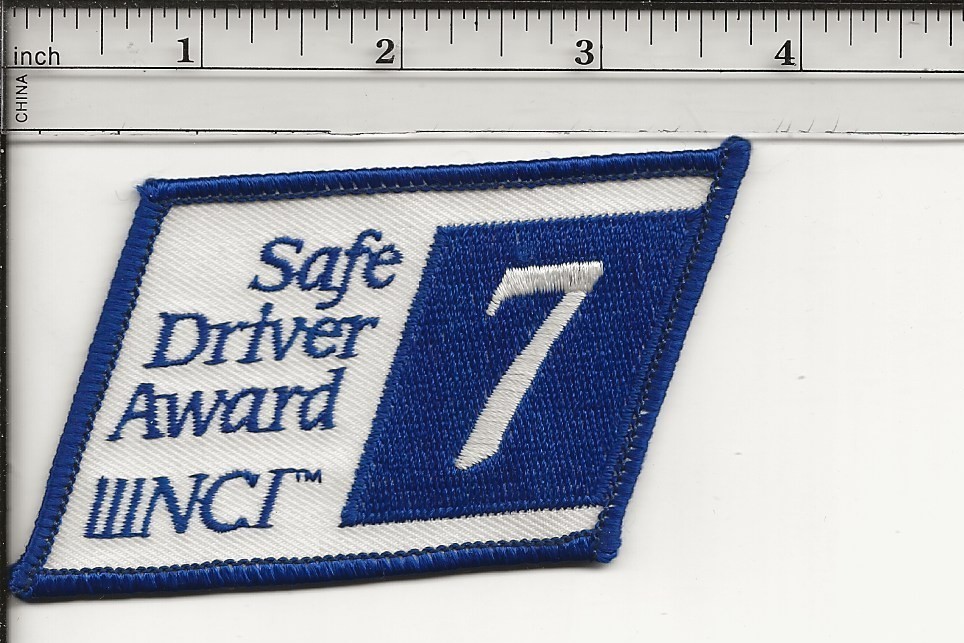 inch 1 2 3 4
CHINA
Safe
Driver
Award
NCI™
7